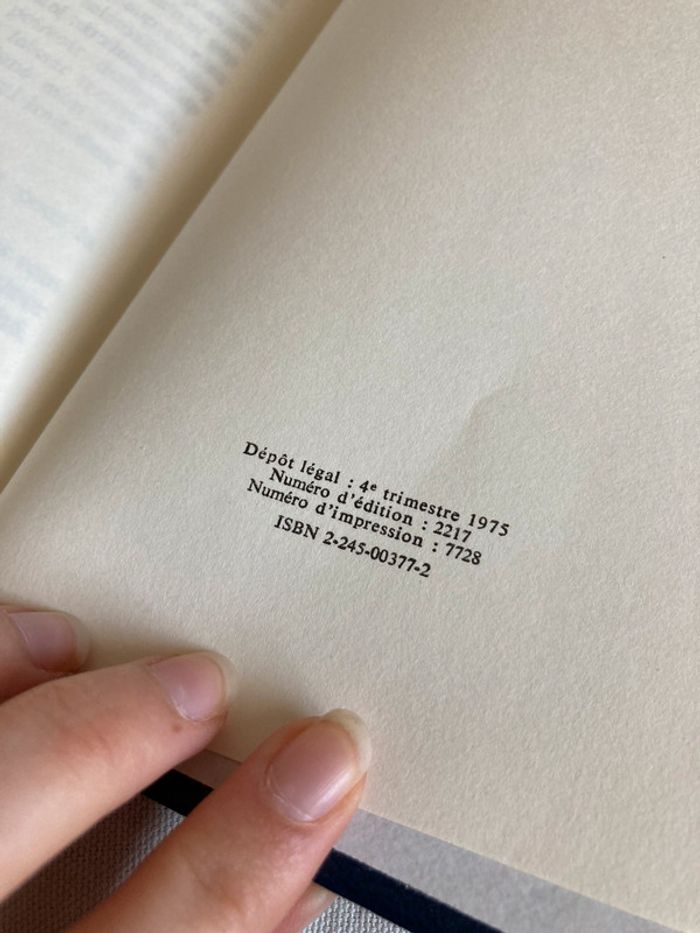 Dépôt légal : 4e trimestre 1975
Numéro d'édition : 2217
Numéro d'impression : 7728
ISBN 2-245-00377-2